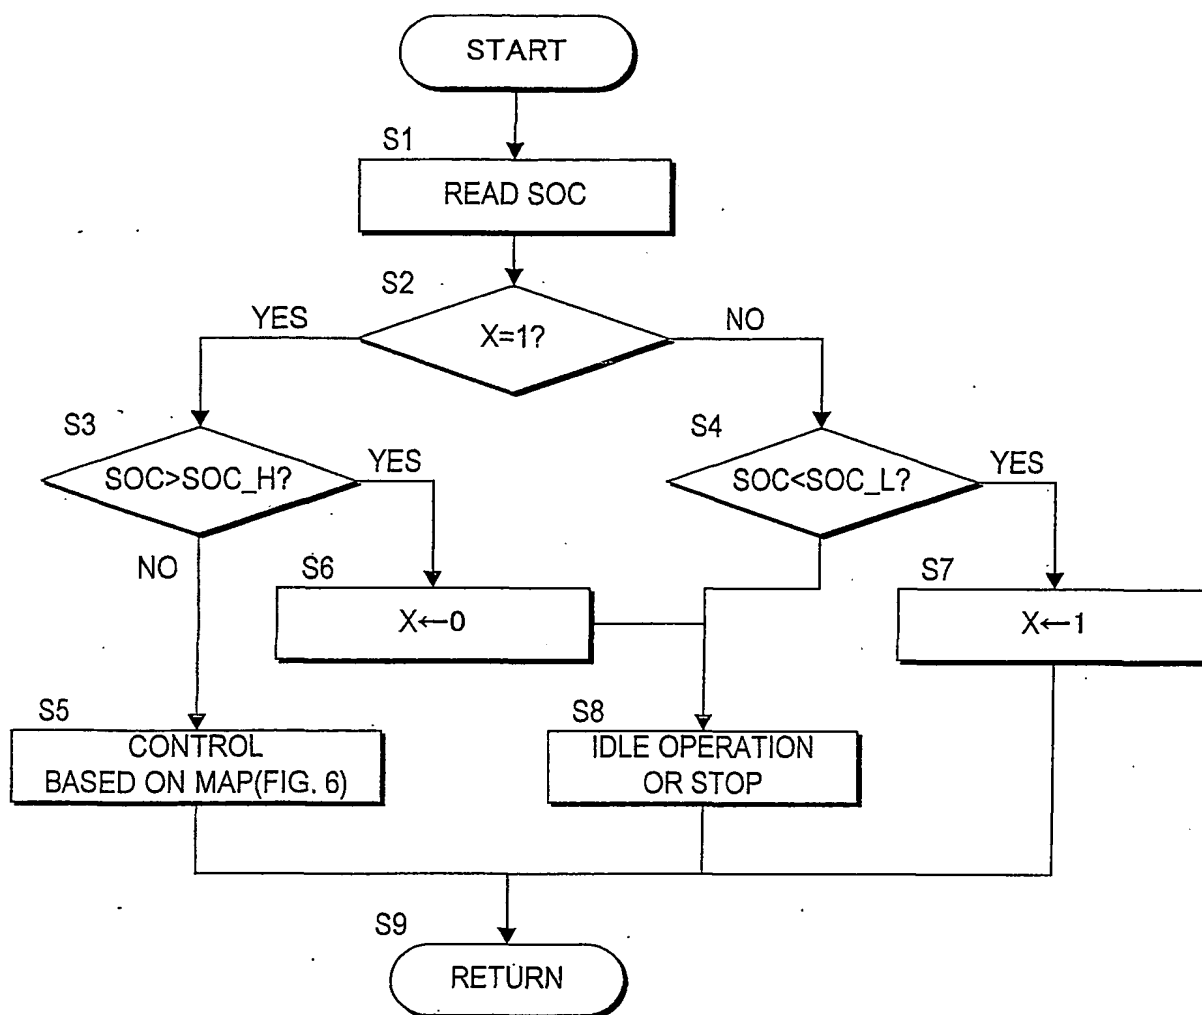 START
S1
READ SOC
S2
YES
X=1?
NO
S3
SOC>SOC_H?
YES
S4
SOC<SOC_L?
YES
NO
S6
X←0
S7
X←1
S5
CONTROL
BASED ON MAP(FIG. 6)
S8
IDLE OPERATION
OR STOP
S9
RETURN